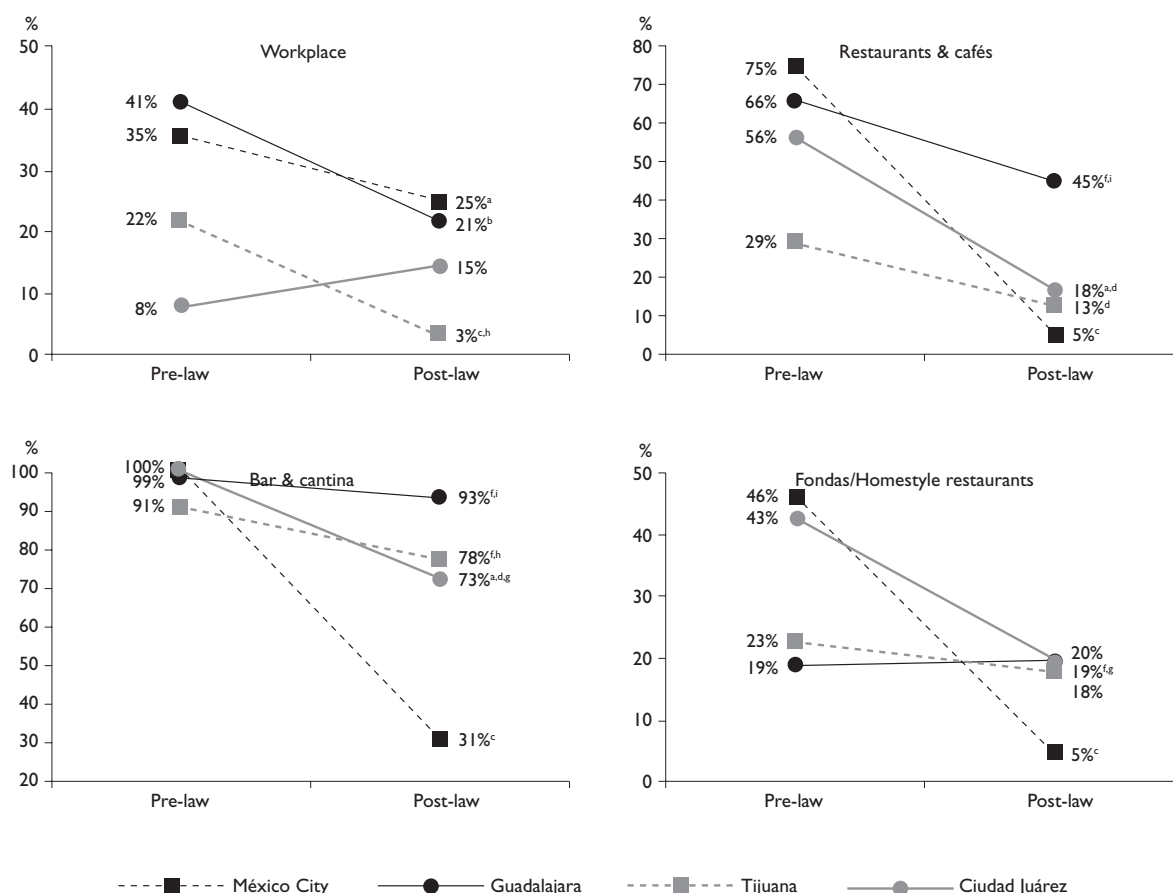 %
Workplace
50
40
30
20
10
0
41%
35%
22%
8%
25%a
21%b
15%
3%c,h
Pre-law
Post-law
%
Restaurants & cafés
80
70
60
50
40
30
20
10
0
75%
66%
56%
29%
45%f,i
18%a,d
13%d
5%c
Pre-law
Post-law
%
Bar & cantina
100
90
80
70
60
50
40
30
20
100%
99%
91%
93%f,i
78%f,h
73%a,d,g
31%c
Pre-law
Post-law
%
Fondas/Homestyle restaurants
50
40
30
20
10
0
46%
43%
23%
19%
20%
19%f,g
18%
5%c
Pre-law
Post-law
México City
Guadalajara
Tijuana
Ciudad Juárez